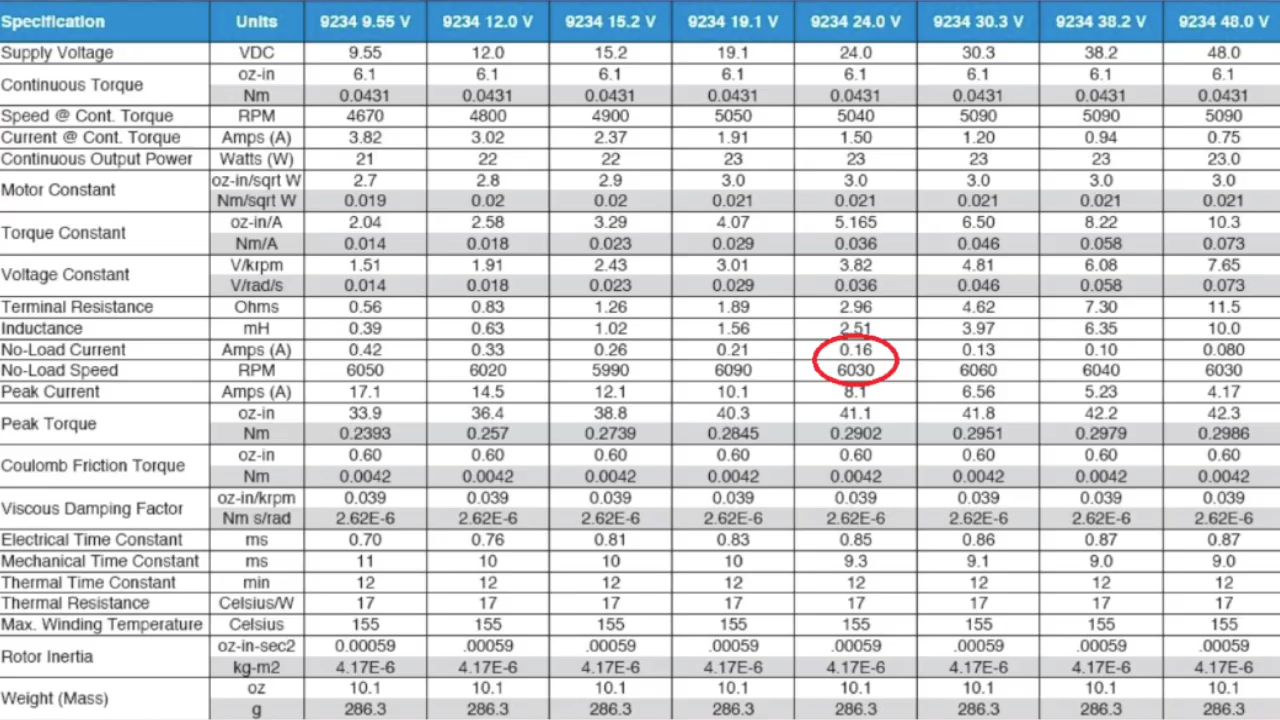 Specification Units 9234 9.55 V 9234 12.0 V 9234 15.2 V 9234 19.1 V 9234 24.0 V 9234 30.3 V 9234 38.2 V 9234 48.0 V
Supply Voltage VDC 9.55 12.0 15.2 19.1 24.0 30.3 38.2 48.0
Continuous Torque
oz-in 6.1 6.1 6.1 6.1 6.1 6.1 6.1 6.1
Nm 0.0431 0.0431 0.0431 0.0431 0.0431 0.0431 0.0431 0.0431
Speed @ Cont. Torque RPM 4670 4800 4900 5050 5040 5090 5090 5090
Current @ Cont. Torque Amps (A) 3.82 3.02 2.37 1.91 1.50 1.20 0.94 0.75
Continuous Output Power Watts (W) 21 22 22 23 23 23 23 23.0
Motor Constant
oz-in/sqrt W 2.7 2.8 2.9 3.0 3.0 3.0 3.0 3.0
Nm/sqrt W 0.019 0.02 0.02 0.021 0.021 0.021 0.021 0.021
Torque Constant
oz-in/A 2.04 2.58 3.29 4.07 5.165 6.50 8.22 10.3
Nm/A 0.014 0.018 0.023 0.029 0.036 0.046 0.058 0.073
Voltage Constant
V/krpm 1.51 1.91 2.43 3.01 3.82 4.81 6.08 7.65
V/rad/s 0.014 0.018 0.023 0.029 0.036 0.046 0.058 0.073
Terminal Resistance Ohms 0.56 0.83 1.26 1.89 2.96 4.62 7.30 11.5
Inductance mH 0.39 0.63 1.02 1.56 2.51 3.97 6.35 10.0
No-Load Current Amps (A) 0.42 0.33 0.26 0.21 0.16 0.13 0.10 0.080
No-Load Speed RPM 6050 6020 5990 6090 6030 6060 6040 6030
Peak Current Amps (A) 17.1 14.5 12.1 10.1 8.1 6.56 5.23 4.17
Peak Torque
oz-in 33.9 36.4 38.8 40.3 41.1 41.8 42.2 42.3
Nm 0.2393 0.257 0.2739 0.2845 0.2902 0.2951 0.2979 0.2986
Coulomb Friction Torque
oz-in 0.60 0.60 0.60 0.60 0.60 0.60 0.60 0.60
Nm 0.0042 0.0042 0.0042 0.0042 0.0042 0.0042 0.0042 0.0042
Viscous Damping Factor
oz-in/krpm 0.039 0.039 0.039 0.039 0.039 0.039 0.039 0.039
Nm s/rad 2.62E-6 2.62E-6 2.62E-6 2.62E-6 2.62E-6 2.62E-6 2.62E-6 2.62E-6
Electrical Time Constant ms 0.70 0.76 0.81 0.83 0.85 0.86 0.87 0.87
Mechanical Time Constant ms 11 10 10 10 9.3 9.1 9.0 9.0
Thermal Time Constant min 12 12 12 12 12 12 12 12
Thermal Resistance Celsius/W 17 17 17 17 17 17 17 17
Max. Winding Temperature Celsius 155 155 155 155 155 155 155 155
Rotor Inertia
oz-in-sec2 0.00059 .00059 .00059 .00059 .00059 .00059 .00059 .00059
kg-m2 4.17E-6 4.17E-6 4.17E-6 4.17E-6 4.17E-6 4.17E-6 4.17E-6 4.17E-6
Weight (Mass)
oz 10.1 10.1 10.1 10.1 10.1 10.1 10.1 10.1
g 286.3 286.3 286.3 286.3 286.3 286.3 286.3 286.3